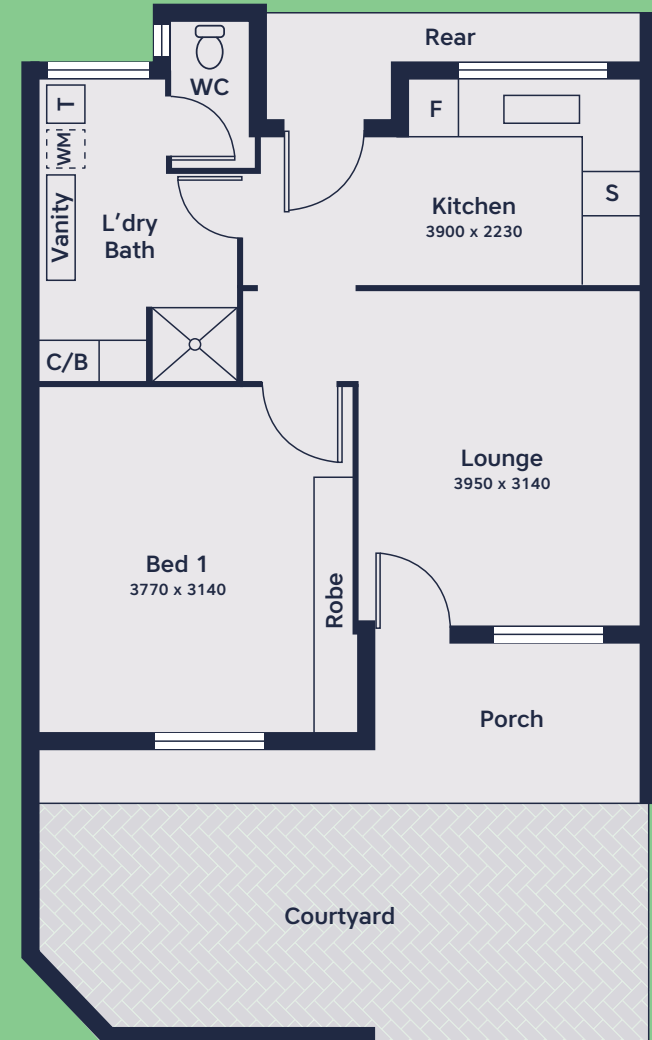 Rear
WC
T
F
WM
S
Vanity
Kitchen
3900 x 2230
L’dry
Bath
C/B
Lounge
3950 x 3140
Bed 1
3770 x 3140
Robe
Porch
Courtyard